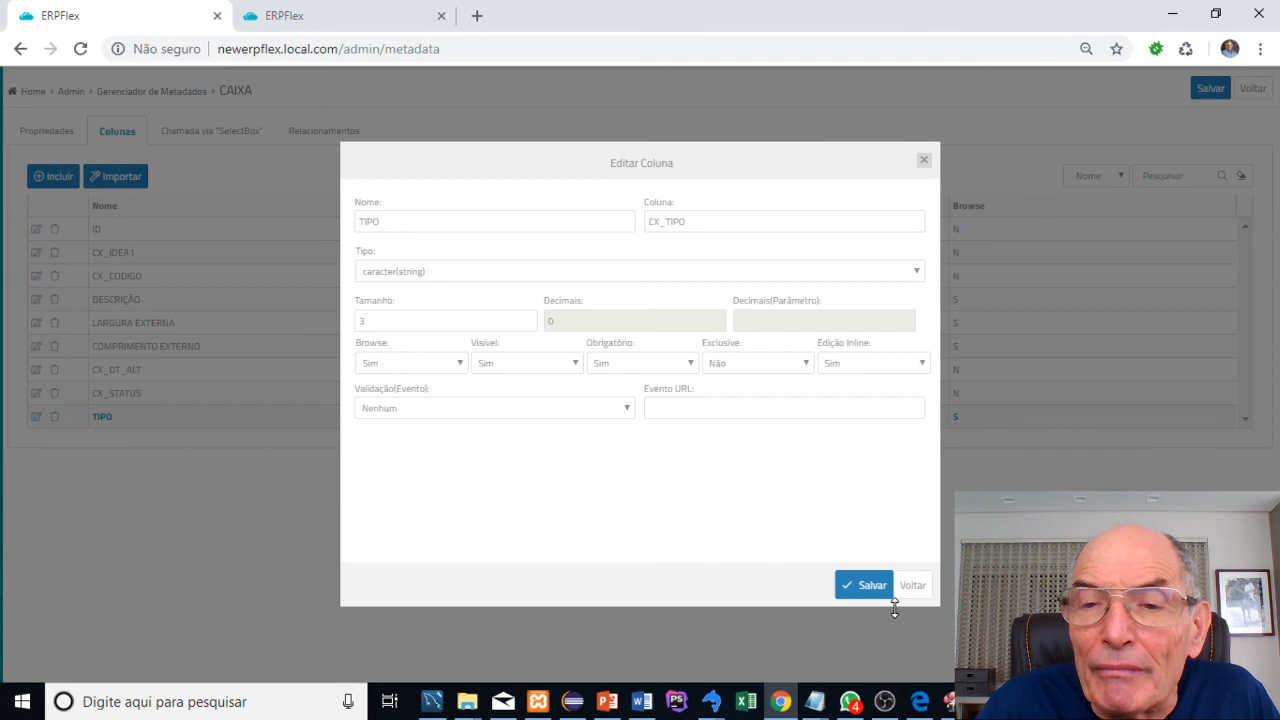 ERPFlex
ERPFlex
Não seguro
newerpflex.local.com/admin/metadata
Home > Admin > Gerenciador de Metadados > CAIXA
Salvar
Voltar
Propriedades
Colunas
Chamada via "SelectBox"
Relacionamentos
Incluir
Importar
Nome
Pesquisar
Nome
Browse
ID
N
CX_IDEA1
N
CX_CODIGO
N
DESCRIÇÃO
S
LARGURA EXTERNA
S
COMPRIMENTO EXTERNO
S
CX_DT_ALT
N
CX_STATUS
N
TIPO
S
Editar Coluna
Nome:
Coluna:
TIPO
CX_TIPO
Tipo:
caracter(string)
Tamanho:
Decimais:
Decimais(Parâmetro):
3
0
Browse:
Visivel:
Obrigatório:
Exclusive:
Edição Inline:
Sim
Sim
Sim
Não
Sim
Validação(Evento):
Evento URL:
Nenhum
Salvar
Voltar
Digite aqui para pesquisar
4